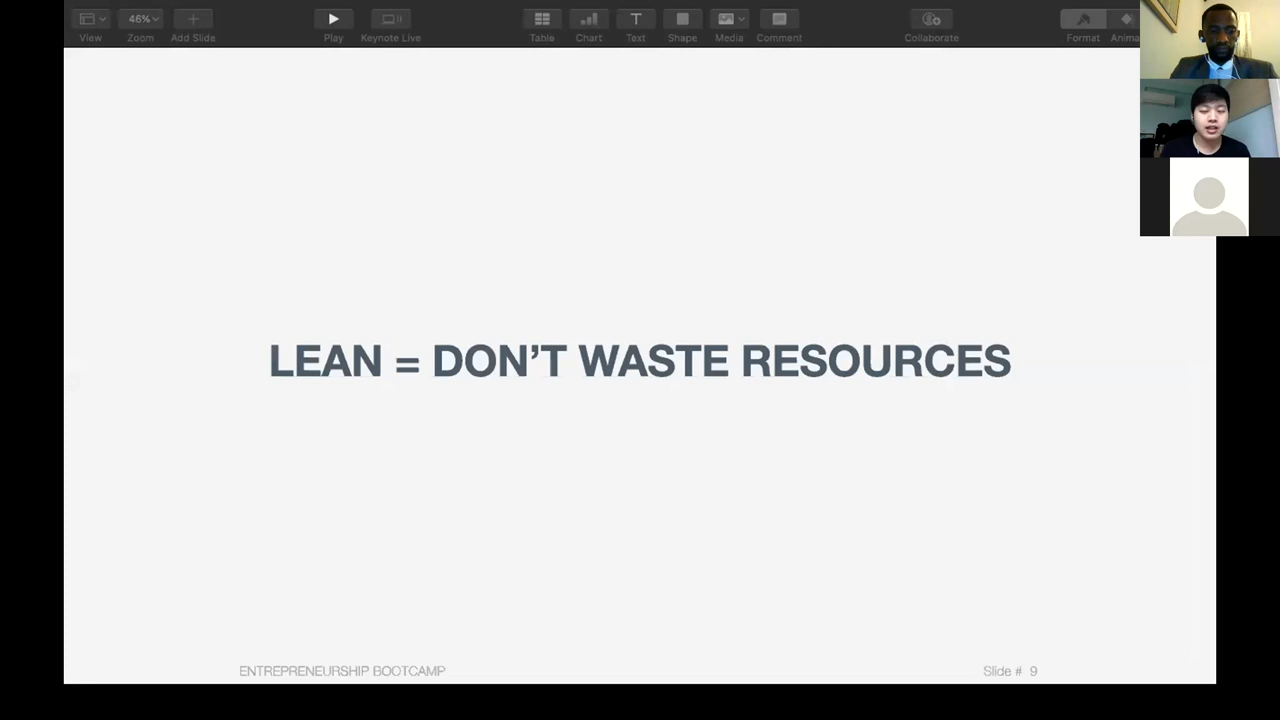 46%
View
Zoom
Add Slide
Play
Keynote Live
Table
Chart
Text
Shape
Media
Comment
Collaborate
Format
Anima
LEAN = DON’T WASTE RESOURCES
ENTREPRENEURSHIP BOOTCAMP
Slide # 9